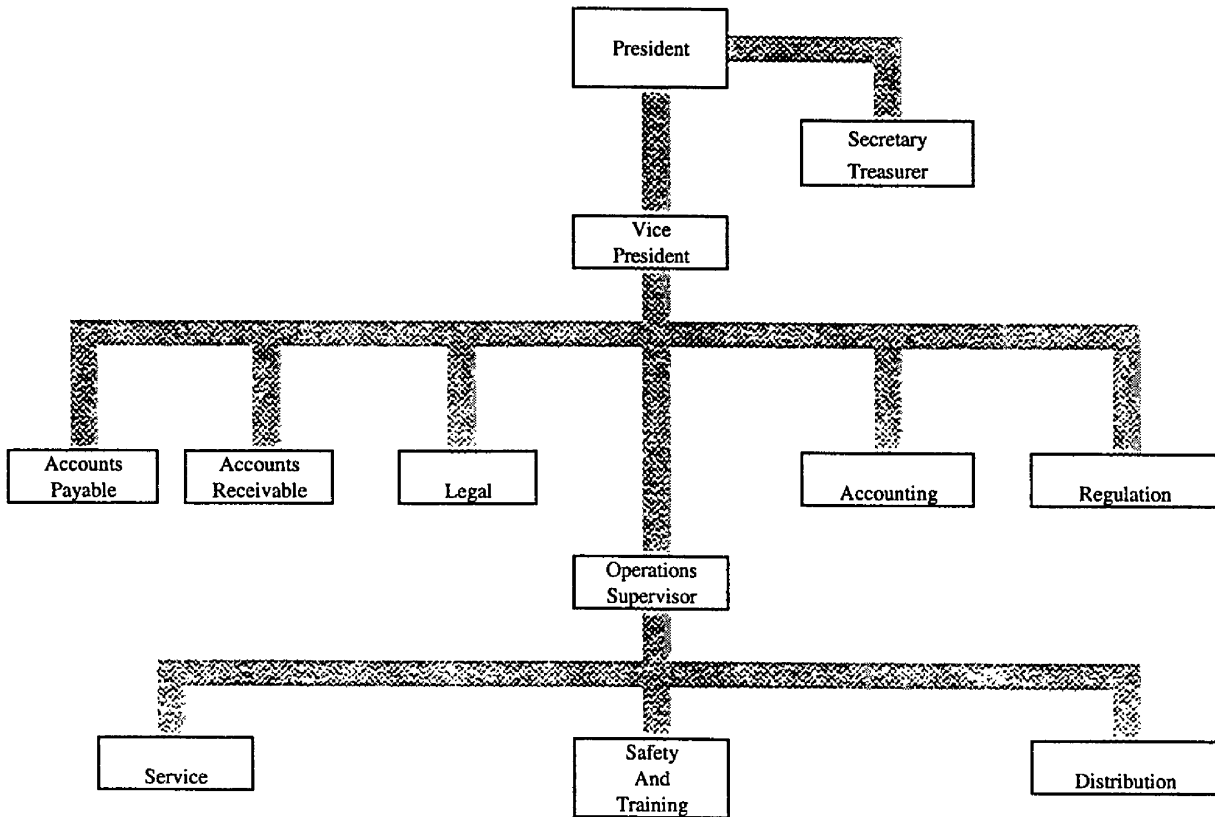 President
Secretary
Treasurer
Vice
President
Accounts
Payable
Accounts
Receivable
Legal
Accounting
Regulation
Operations
Supervisor
Service
Safety
And
Training
Distribution